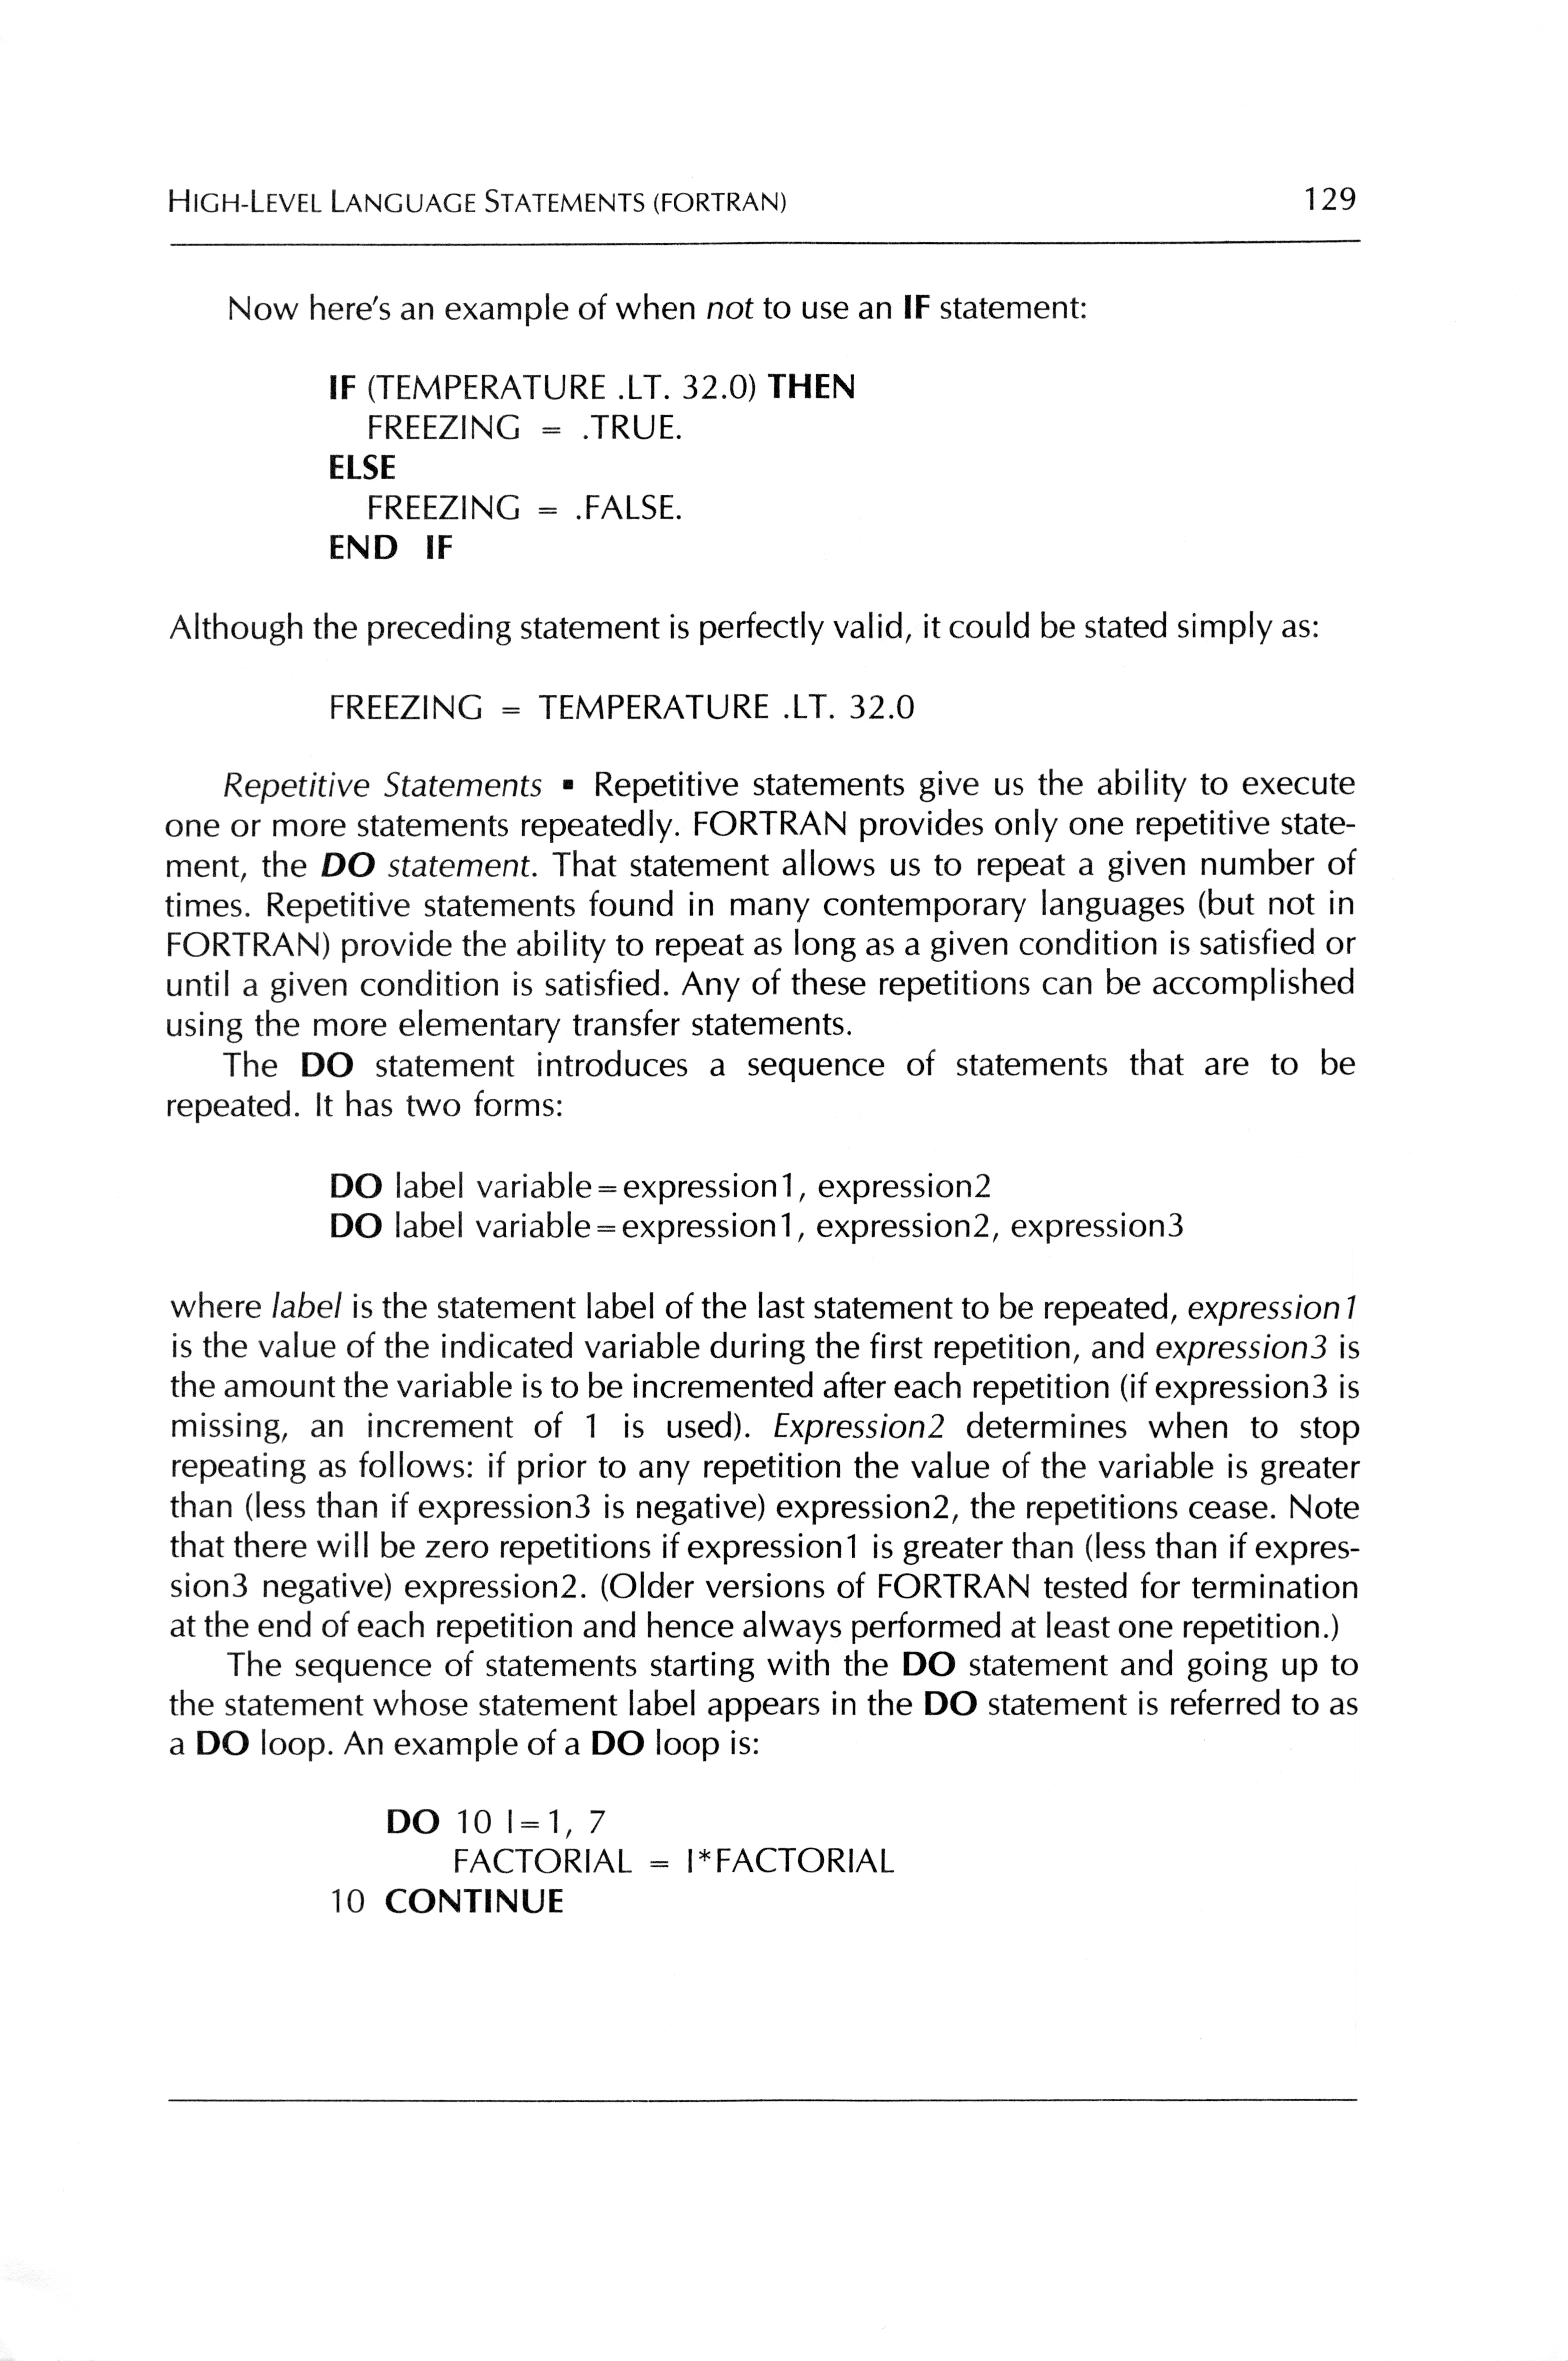 HIGH-LEVEL LANGUAGE STATEMENTS (FORTRAN) 129
Now here's an example of when not to use an IF statement:
IF (TEMPERATURE .LT. 32.0) THEN
FREEZING = .TRUE.
ELSE
FREEZING = .FALSE.
END IF
Although the preceding statement is perfectly valid, it could be stated simply as:
FREEZING = TEMPERATURE .LT. 32.0
Repetitive Statements ▪ Repetitive statements give us the ability to execute
one or more statements repeatedly. FORTRAN provides only one repetitive state-
ment, the DO statement. That statement allows us to repeat a given number of
times. Repetitive statements found in many contemporary languages (but not in
FORTRAN) provide the ability to repeat as long as a given condition is satisfied or
until a given condition is satisfied. Any of these repetitions can be accomplished
using the more elementary transfer statements.
The DO statement introduces a sequence of statements that are to be
repeated. It has two forms:
DO label variable=expression1, expression2
DO label variable=expression1, expression2, expression3
where label is the statement label of the last statement to be repeated, expression1
is the value of the indicated variable during the first repetition, and expression3 is
the amount the variable is to be incremented after each repetition (if expression3 is
missing, an increment of 1 is used). Expression2 determines when to stop
repeating as follows: if prior to any repetition the value of the variable is greater
than (less than if expression3 is negative) expression2, the repetitions cease. Note
that there will be zero repetitions if expression1 is greater than (less than if expres-
sion3 negative) expression2. (Older versions of FORTRAN tested for termination
at the end of each repetition and hence always performed at least one repetition.)
The sequence of statements starting with the DO statement and going up to
the statement whose statement label appears in the DO statement is referred to as
a DO loop. An example of a DO loop is:
DO 10 I=1, 7
FACTORIAL = I*FACTORIAL
10 CONTINUE